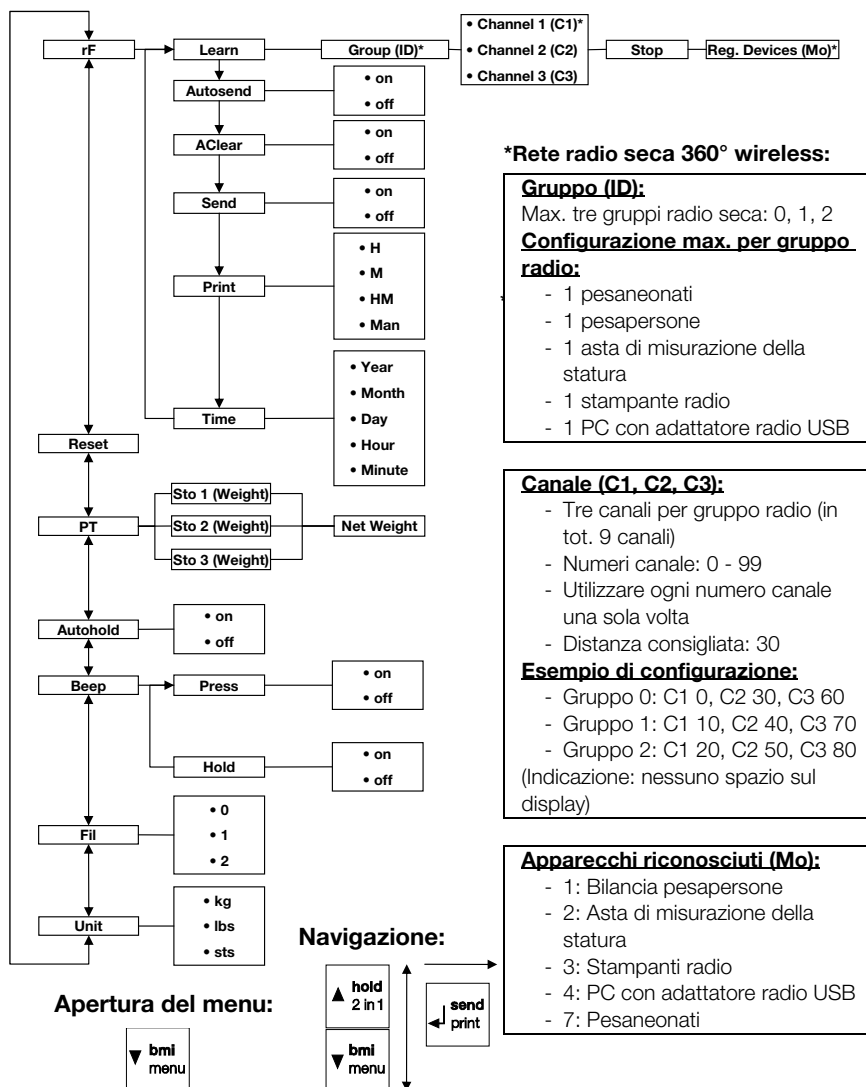 rF
Learn
Group (ID)*
• Channel 1 (C1)*
• Channel 2 (C2)
• Channel 3 (C3)
Stop
Reg. Devices (Mo)*
Autosend
• on
• off
AClear
• on
• off
Send
• on
• off
Print
• H
• M
• HM
• Man
Time
• Year
• Month
• Day
• Hour
• Minute
Reset
PT
Sto 1 (Weight)
Sto 2 (Weight)
Sto 3 (Weight)
Net Weight
Autohold
• on
• off
Beep
Press
• on
• off
Hold
• on
• off
Fil
• 0
• 1
• 2
Unit
• kg
• lbs
• sts
Apertura del menu:
▼ bmi
menu
Navigazione:
▲ hold
2 in 1
▼ bmi
menu
send
print
*Rete radio seca 360° wireless:
Gruppo (ID):
Max. tre gruppi radio seca: 0, 1, 2
Configurazione max. per gruppo
radio:
- 1 pesaneonati
- 1 pesapersone
- 1 asta di misurazione della
statura
- 1 stampante radio
- 1 PC con adattatore radio USB
Canale (C1, C2, C3):
- Tre canali per gruppo radio (in
tot. 9 canali)
- Numeri canale: 0 - 99
- Utilizzare ogni numero canale
una sola volta
- Distanza consigliata: 30
Esempio di configurazione:
- Gruppo 0: C1 0, C2 30, C3 60
- Gruppo 1: C1 10, C2 40, C3 70
- Gruppo 2: C1 20, C2 50, C3 80
(Indicazione: nessuno spazio sul
display)
Apparecchi riconosciuti (Mo):
- 1: Bilancia pesapersone
- 2: Asta di misurazione della
statura
- 3: Stampanti radio
- 4: PC con adattatore radio USB
- 7: Pesaneonati